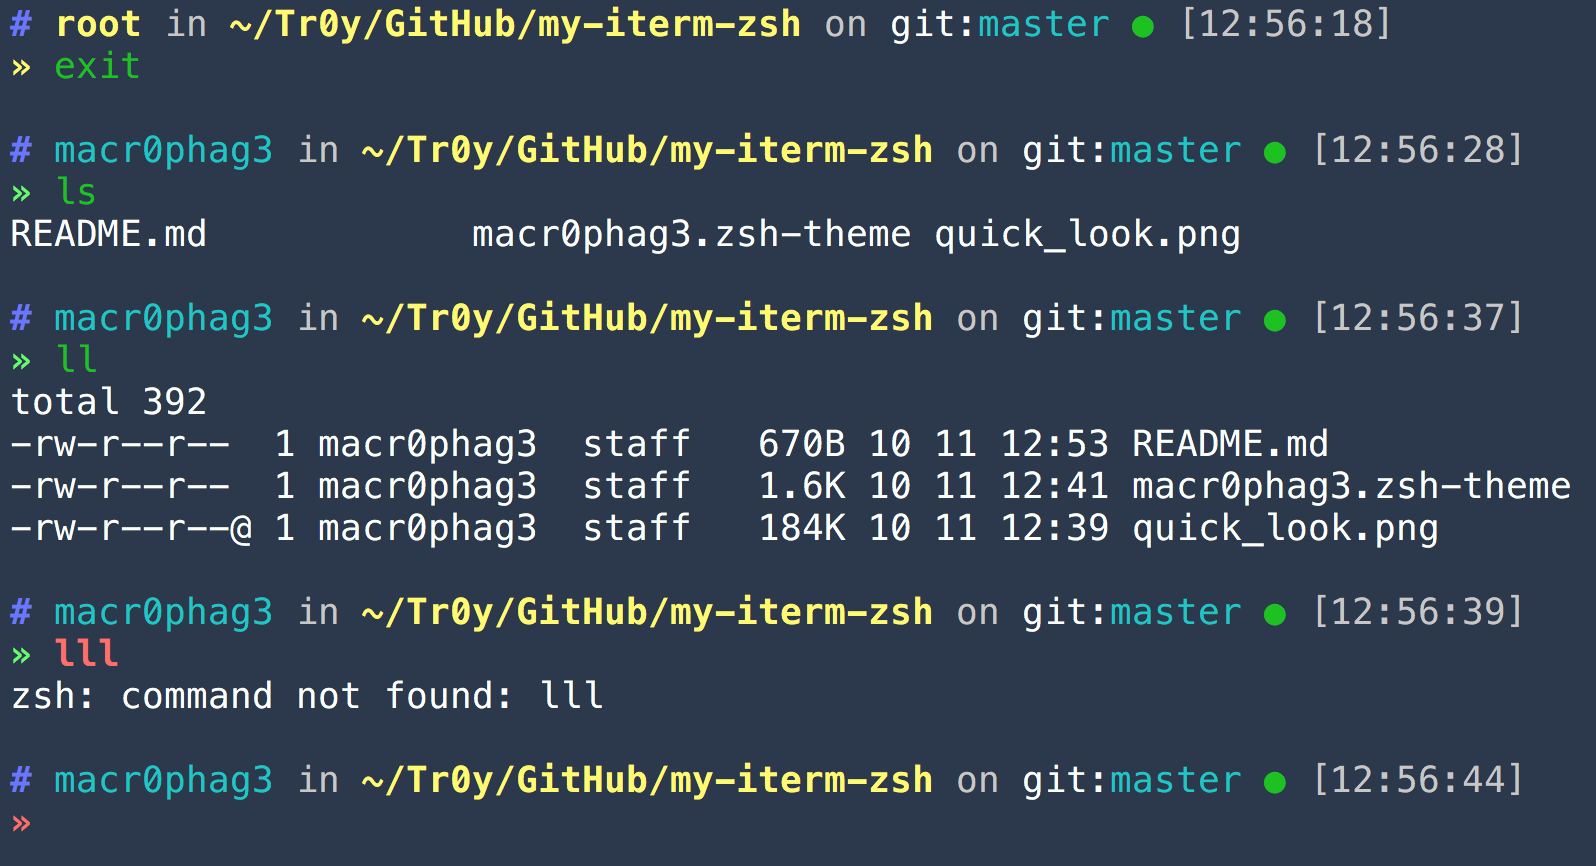 # root in ~/Tr0y/GitHub/my-iterm-zsh on git:master ● [12:56:18]
» exit
# macr0phag3 in ~/Tr0y/GitHub/my-iterm-zsh on git:master ● [12:56:28]
» ls
README.md            macr0phag3.zsh-theme quick_look.png
# macr0phag3 in ~/Tr0y/GitHub/my-iterm-zsh on git:master ● [12:56:37]
» ll
total 392
-rw-r--r--  1 macr0phag3  staff   670B 10 11 12:53 README.md
-rw-r--r--  1 macr0phag3  staff   1.6K 10 11 12:41 macr0phag3.zsh-theme
-rw-r--r--@ 1 macr0phag3  staff   184K 10 11 12:39 quick_look.png
# macr0phag3 in ~/Tr0y/GitHub/my-iterm-zsh on git:master ● [12:56:39]
» lll
zsh: command not found: lll
# macr0phag3 in ~/Tr0y/GitHub/my-iterm-zsh on git:master ● [12:56:44]
»